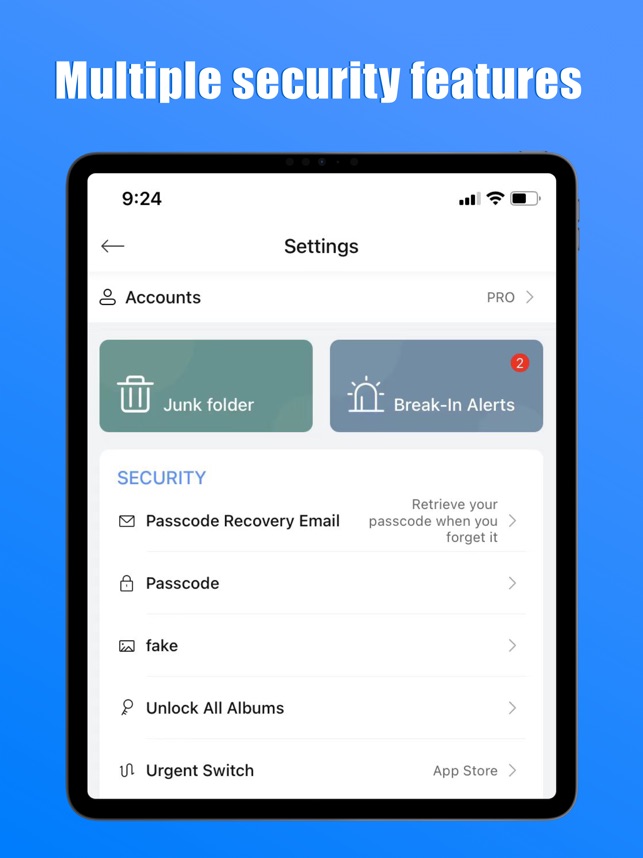 Multiple security features
9:24
Settings
Accounts
PRO
Junk folder
2
Break-In Alerts
SECURITY
Passcode Recovery Email
Retrieve your
passcode when you
forget it
Passcode
fake
Unlock All Albums
Urgent Switch
App Store